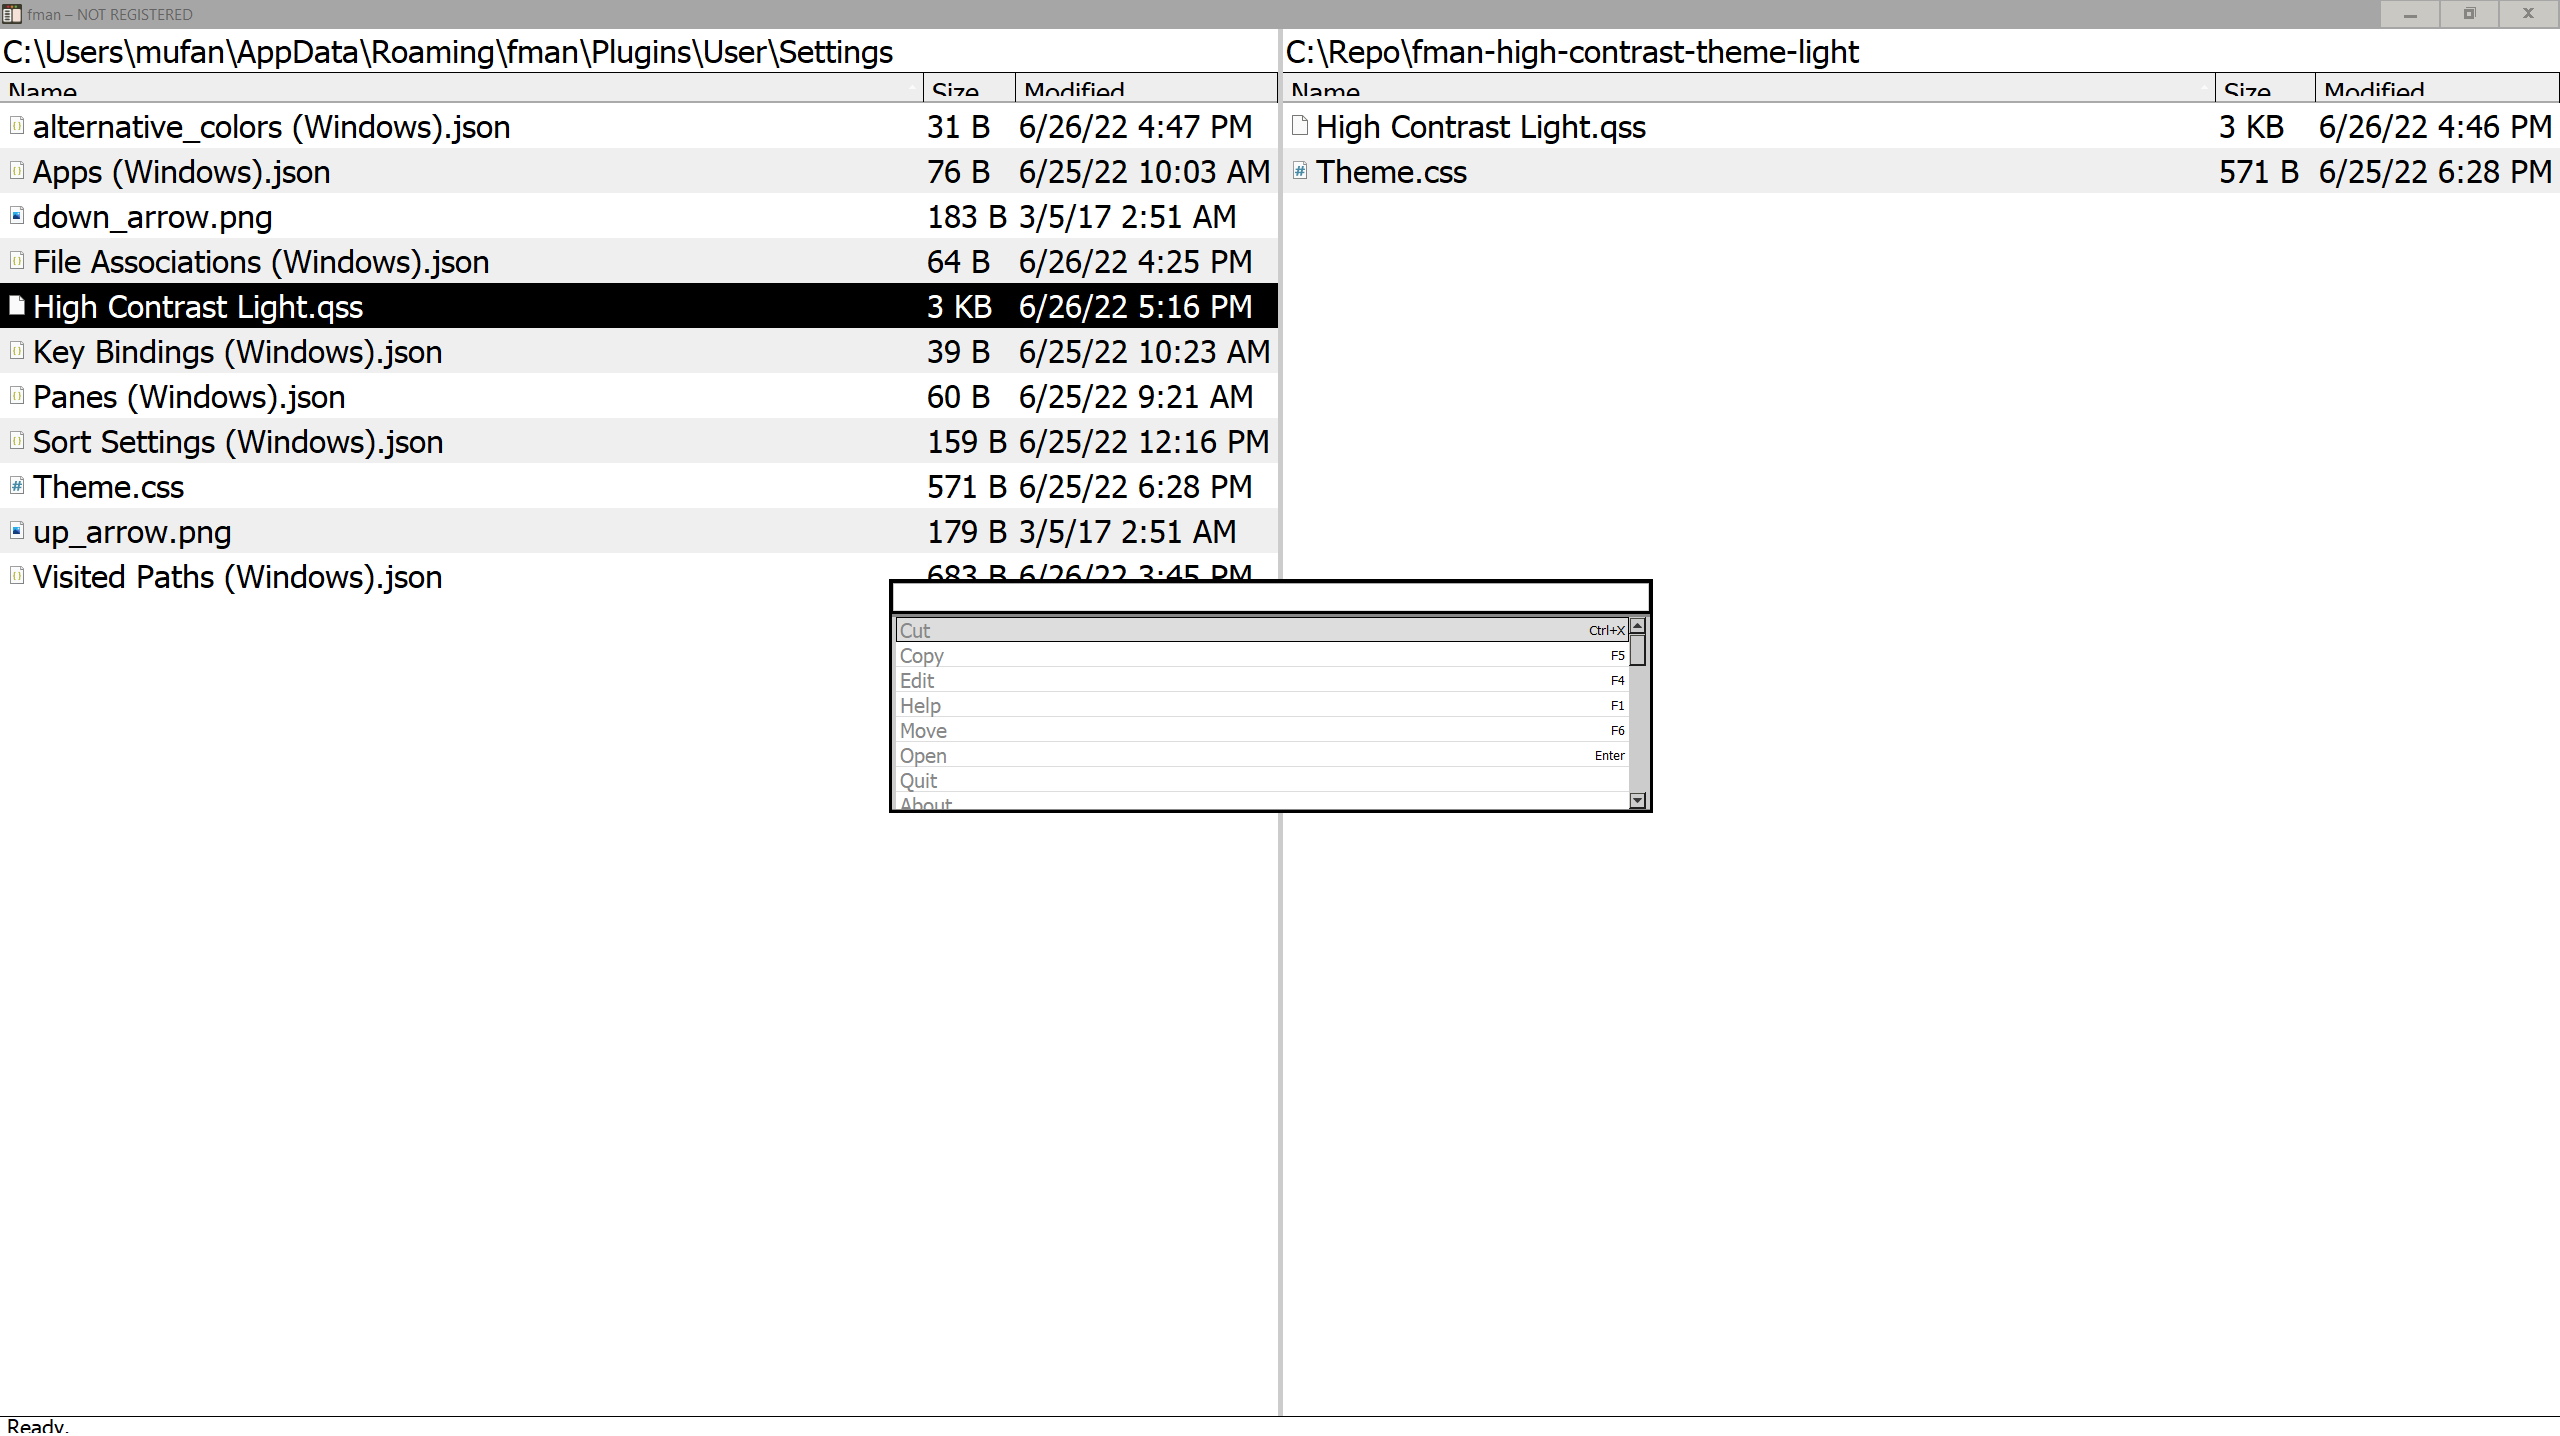 fman – NOT REGISTERED
C:\Users\mufan\AppData\Roaming\fman\Plugins\User\Settings
Name Size Modified
alternative_colors (Windows).json 31 B 6/26/22 4:47 PM
Apps (Windows).json 76 B 6/25/22 10:03 AM
down_arrow.png 183 B 3/5/17 2:51 AM
File Associations (Windows).json 64 B 6/26/22 4:25 PM
High Contrast Light.qss 3 KB 6/26/22 5:16 PM
Key Bindings (Windows).json 39 B 6/25/22 10:23 AM
Panes (Windows).json 60 B 6/25/22 9:21 AM
Sort Settings (Windows).json 159 B 6/25/22 12:16 PM
Theme.css 571 B 6/25/22 6:28 PM
up_arrow.png 179 B 3/5/17 2:51 AM
Visited Paths (Windows).json 683 B 6/26/22 3:45 PM
C:\Repo\fman-high-contrast-theme-light
Name Size Modified
High Contrast Light.qss 3 KB 6/26/22 4:46 PM
Theme.css 571 B 6/25/22 6:28 PM
Cut Ctrl+X
Copy F5
Edit F4
Help F1
Move F6
Open Enter
Quit
About
Ready.